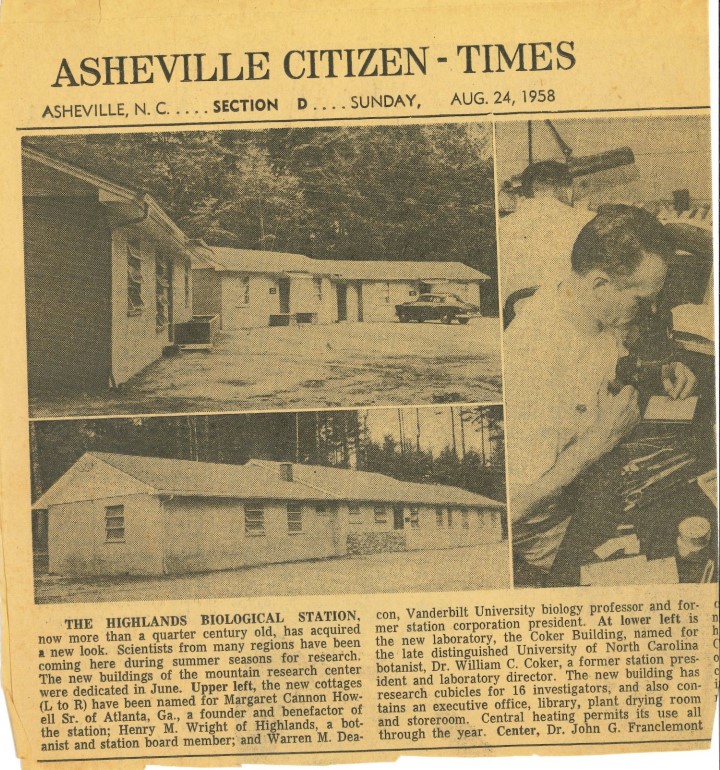 ASHEVILLE CITIZEN - TIMES
ASHEVILLE, N. C. . . . . SECTION D . . . . SUNDAY, AUG. 24, 1958
THE HIGHLANDS BIOLOGICAL STATION,
now more than a quarter century old, has acquired
a new look. Scientists from many regions have been
coming here during summer seasons for research.
The new buildings of the mountain research center
were dedicated in June. Upper left, the new cottages
(L to R) have been named for Margaret Cannon How-
ell Sr. of Atlanta, Ga., a founder and benefactor of
the station; Henry M. Wright of Highlands, a bot-
anist and station board member; and Warren M. Dea-
con, Vanderbilt University biology professor and for-
mer station corporation president. At lower left is
the new laboratory, the Coker Building, named for
the late distinguished University of North Carolina
botanist, Dr. William C. Coker, a former station pres-
ident and laboratory director. The new building has
research cubicles for 16 investigators, and also con-
tains an executive office, library, plant drying room
and storeroom. Central heating permits its use all
through the year. Center, Dr. John G. Franclemont